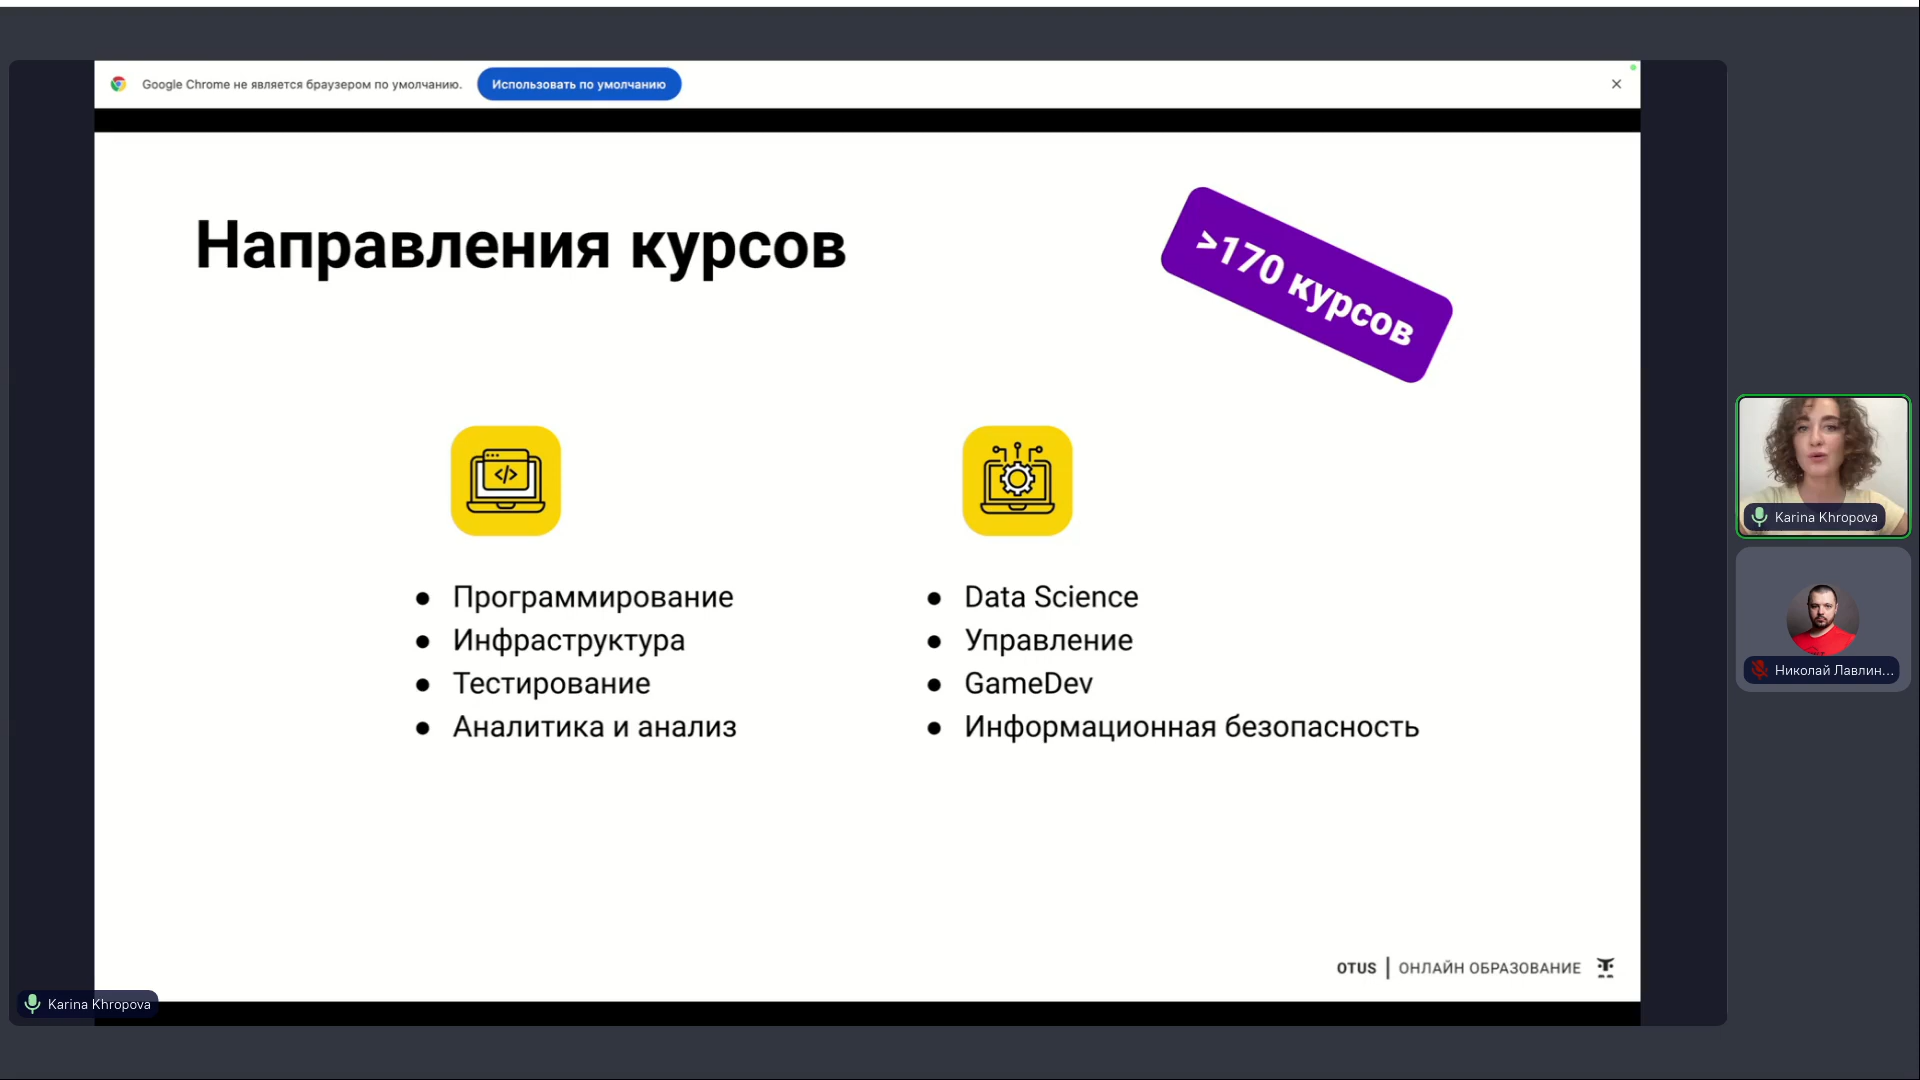 Google Chrome не является браузером по умолчанию.
Использовать по умолчанию
Направления курсов
>170 курсов
</>
● Программирование
● Инфраструктура
● Тестирование
● Аналитика и анализ
● Data Science
● Управление
● GameDev
● Информационная безопасность
OTUS | ОНЛАЙН ОБРАЗОВАНИЕ
Karina Khropova
Karina Khropova
Николай Лавлин...